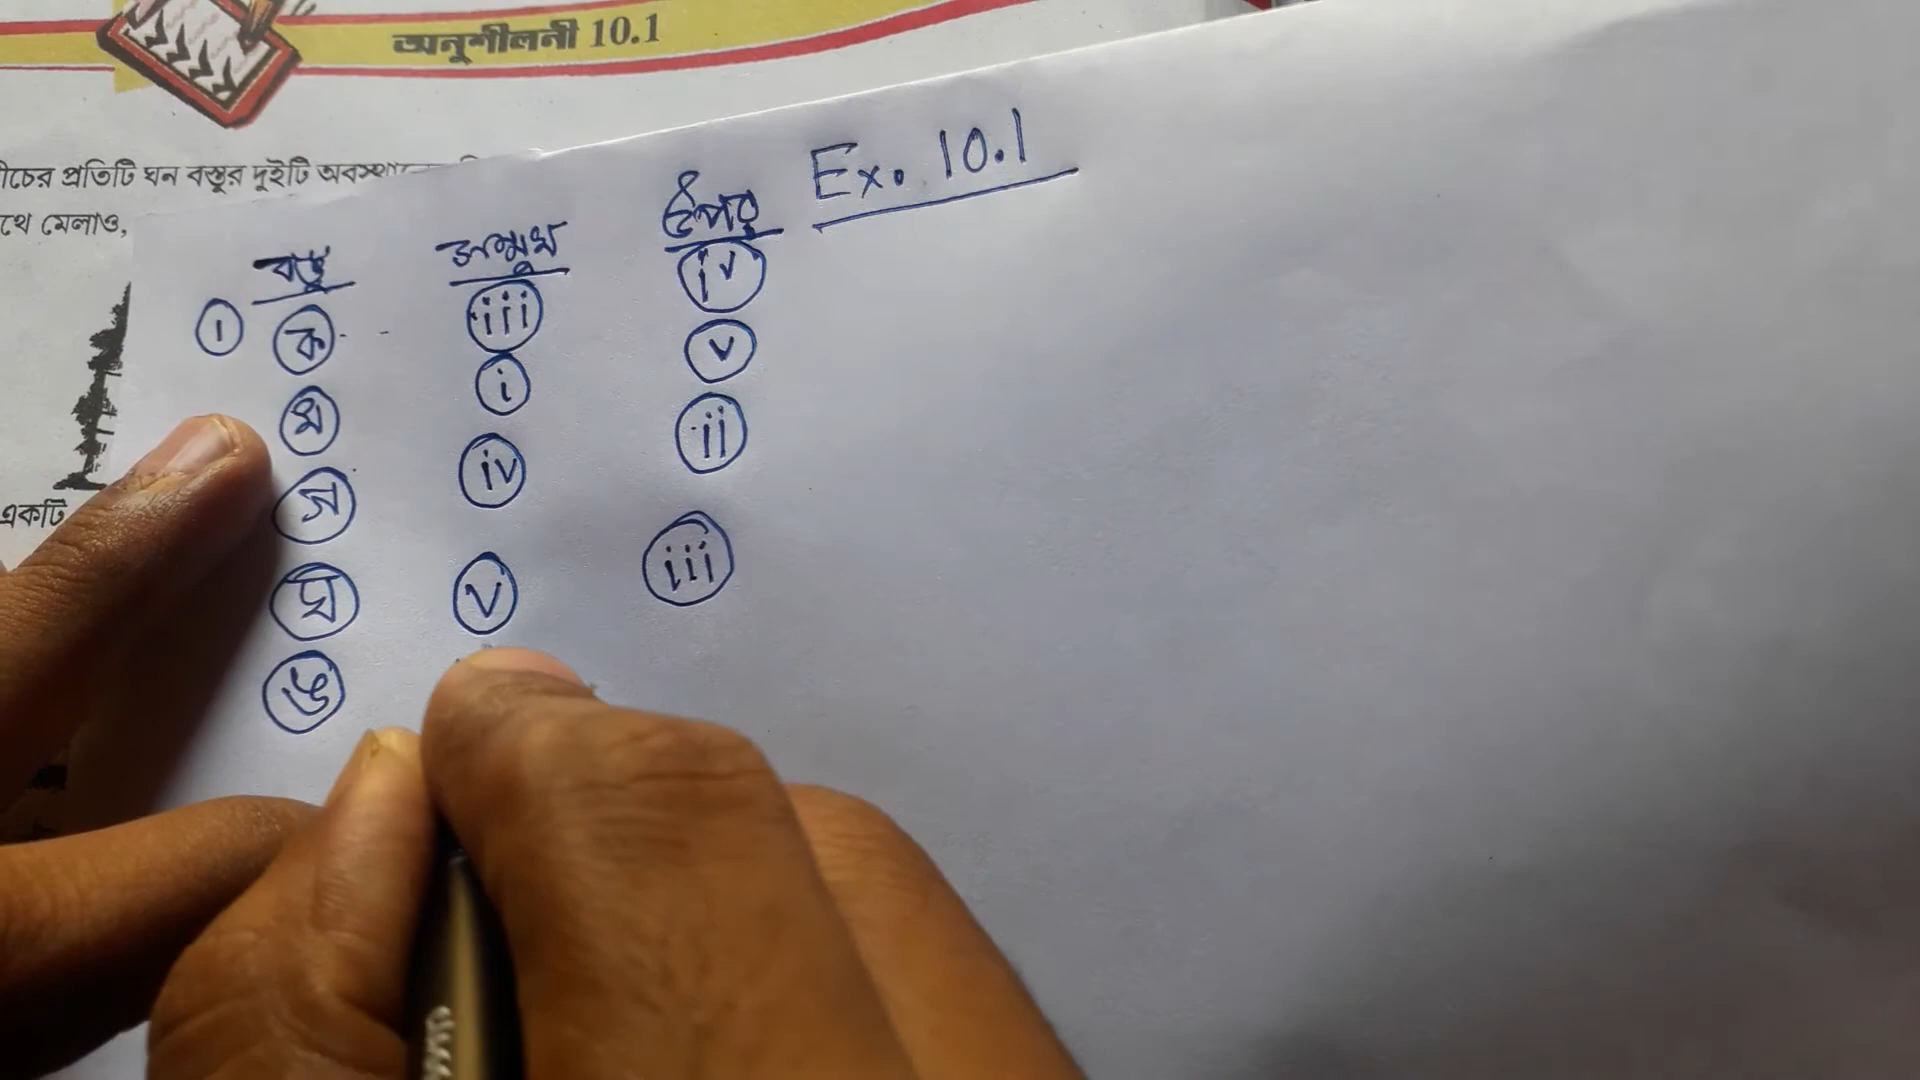 অনুশীলনী 10.1
ীচের প্রতিটি ঘন বস্তুর দুইটি
থে মেলাও,
একটি
Ex. 10.1
বস্তু সম্মুখ উপর
1 ক iii iv
খ i v
গ iv ii
ঘ v iii
ঙ